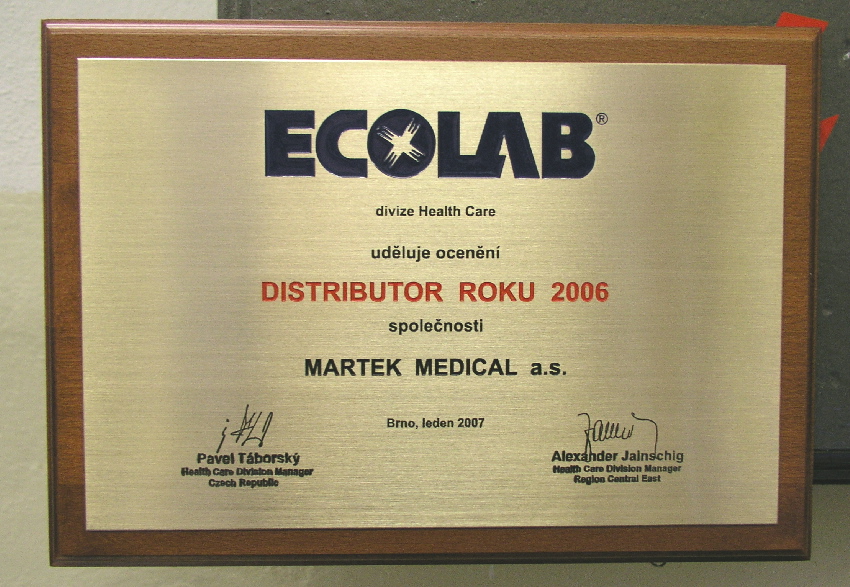 ECOLAB®
divize Health Care
uděluje ocenění
DISTRIBUTOR ROKU 2006
společnosti
MARTEK MEDICAL a.s.
Brno, leden 2007
Pavel Táborský
Health Care Division Manager
Czech Republic
Alexander Jainschig
Health Care Division Manager
Region Central East